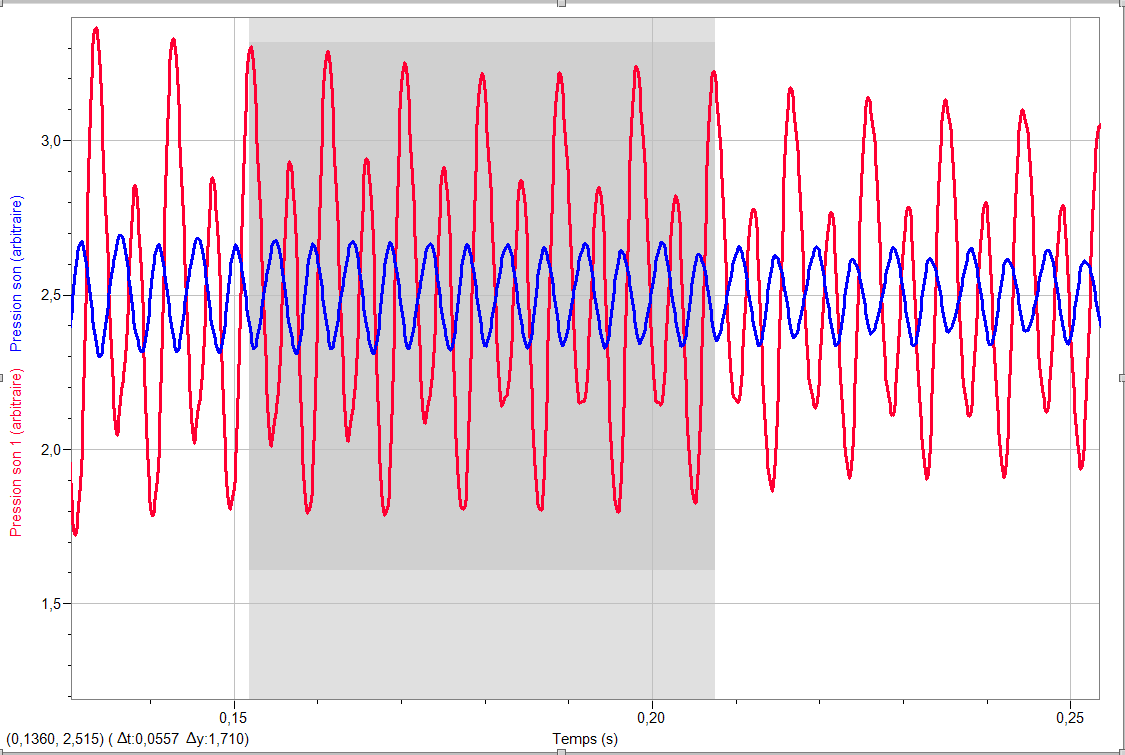 Pression son (arbitraire)
Pression son 1 (arbitraire)
3,0
2,5
2,0
1,5
0,15
0,20
0,25
(0,1360, 2,515) ( Δt:0,0557 Δy:1,710)
Temps (s)